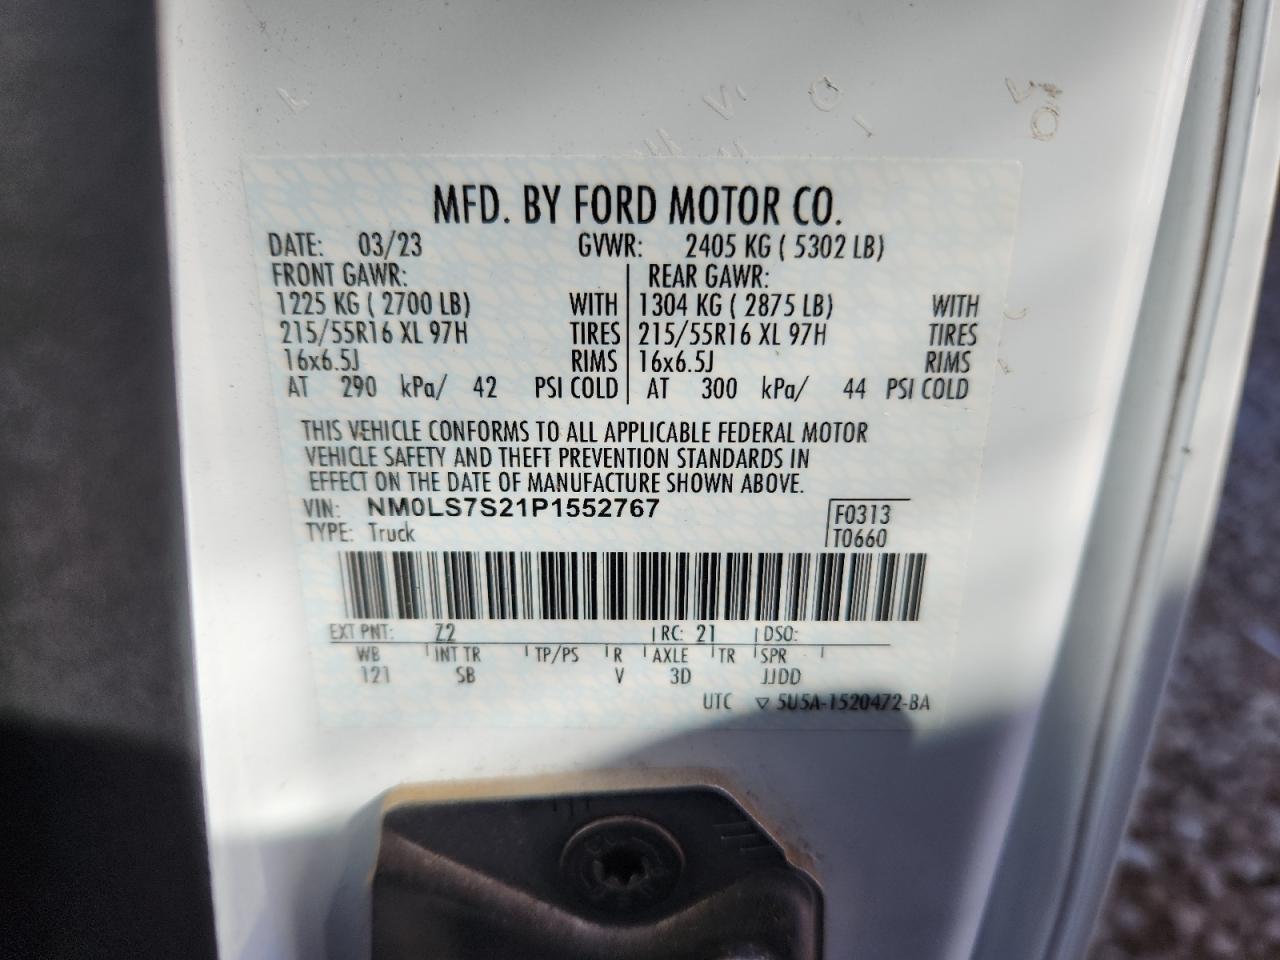 MFD. BY FORD MOTOR CO.
DATE: 03/23 GVWR: 2405 KG ( 5302 LB)
FRONT GAWR: REAR GAWR:
1225 KG ( 2700 LB) WITH 1304 KG ( 2875 LB) WITH
215/55R16 XL 97H TIRES 215/55R16 XL 97H TIRES
16x6.5J RIMS 16x6.5J RIMS
AT 290 kPa/ 42 PSI COLD AT 300 kPa/ 44 PSI COLD
THIS VEHICLE CONFORMS TO ALL APPLICABLE FEDERAL MOTOR
VEHICLE SAFETY AND THEFT PREVENTION STANDARDS IN
EFFECT ON THE DATE OF MANUFACTURE SHOWN ABOVE.
VIN: NM0LS7S21P1552767 F0313
TYPE: Truck T0660
EXT PNT: Z2 RC: 21 DSO:
WB INT TR TP/PS R AXLE TR SPR
121 SB V 3D JJDD
UTC ▽ 5U5A-1520472-BA